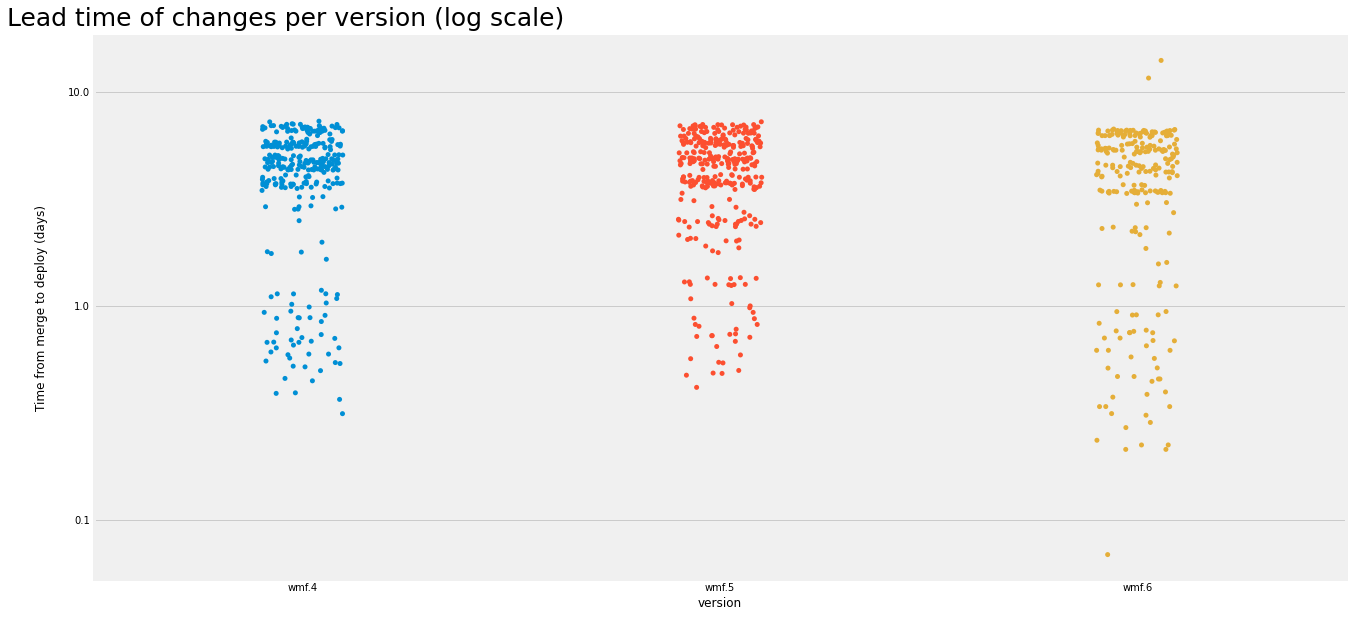 Lead time of changes per version (log scale)
10.0
1.0
0.1
Time from merge to deploy (days)
wmf.4
wmf.5
wmf.6
version